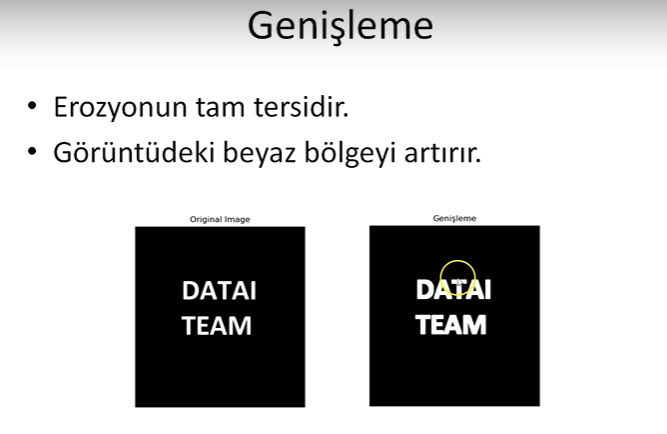 Genişleme
• Erozyonun tam tersidir.
• Görüntüdeki beyaz bölgeyi artırır.
Original Image
DATAI
TEAM
Genişleme
DATAI
TEAM